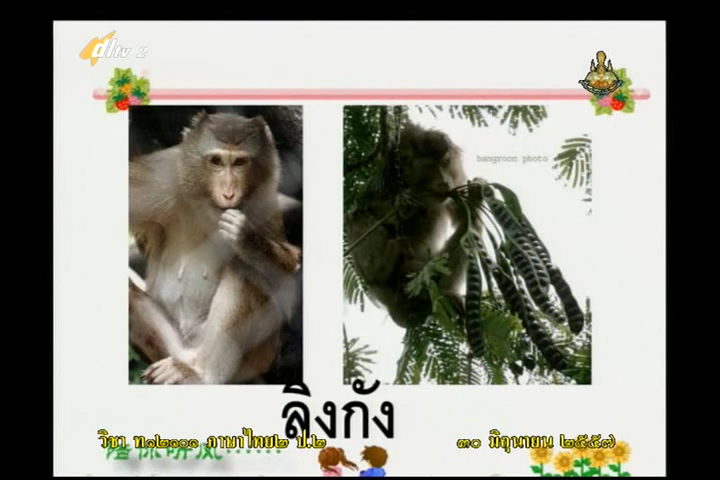 dltv 2
bangroon photo
ลิงกัง
วิชา ท๑๒๑๐๑ ภาษาไทย๒ ป.๒
๓๐ มิถุนายน ๒๕๕๗